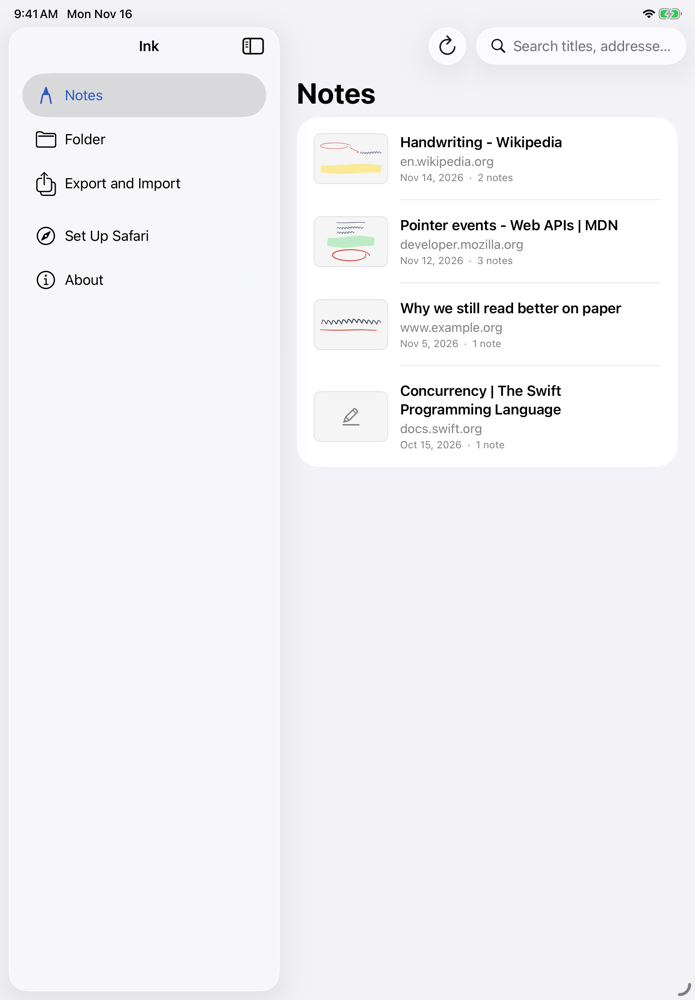 9:41 AM Mon Nov 16
Ink
Search titles, addresse...
Notes
Folder
Export and Import
Set Up Safari
About
Notes
Handwriting - Wikipedia
en.wikipedia.org
Nov 14, 2026 · 2 notes
Pointer events - Web APIs | MDN
developer.mozilla.org
Nov 12, 2026 · 3 notes
Why we still read better on paper
www.example.org
Nov 5, 2026 · 1 note
Concurrency | The Swift
Programming Language
docs.swift.org
Oct 15, 2026 · 1 note